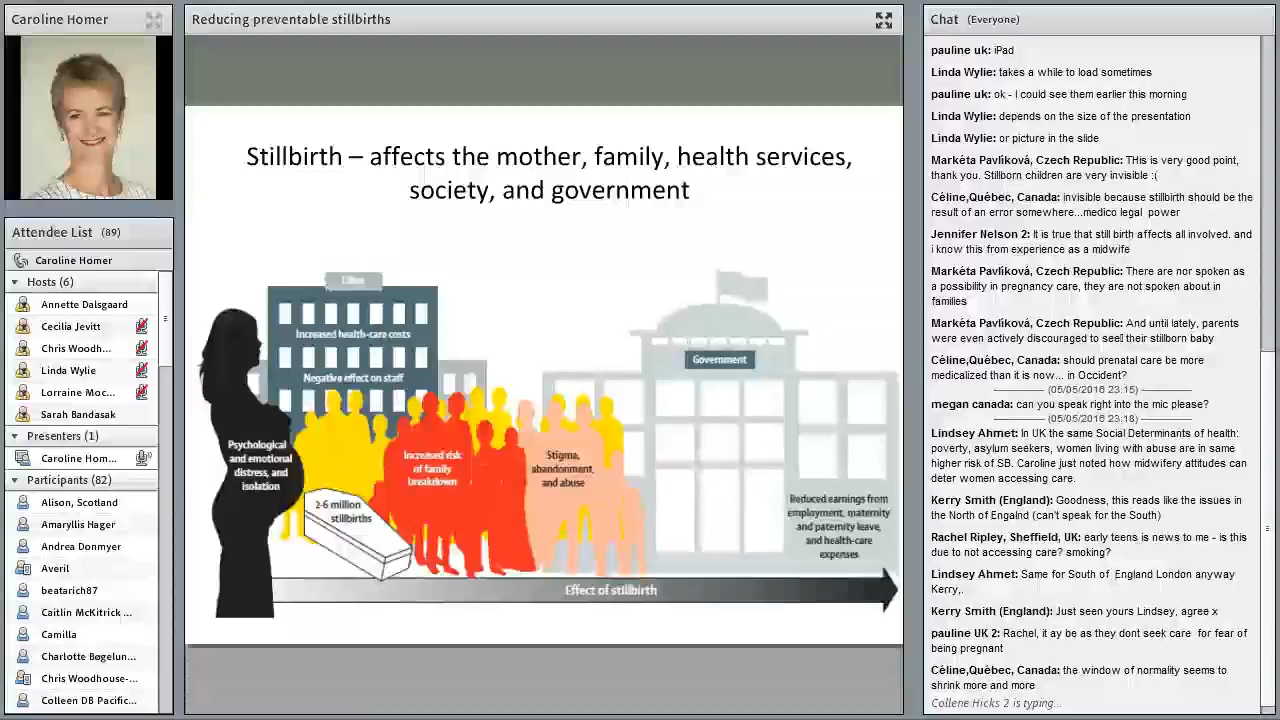 Caroline Homer
Attendee List (89)
Caroline Homer
Hosts (6)
Annette Dalsgaard
Cecilia Jevitt
Chris Woodh...
Linda Wylie
Lorraine Moc...
Sarah Bandasak
Presenters (1)
Caroline Hom...
Participants (82)
Alison, Scotland
Amaryllis Hager
Andrea Donmyer
Averil
beatarich87
Caitlin McKitrick ...
Camilla
Charlotte Bøgelun...
Chris Woodhouse-...
Colleen DB Pacific...
Reducing preventable stillbirths
Stillbirth – affects the mother, family, health services,
society, and government
Clinic
Increased health-care costs
Negative effect on staff
Government
Psychological
and emotional
distress, and
isolation
2·6 million
stillbirths
Increased risk
of family
breakdown
Stigma,
abandonment,
and abuse
Reduced earnings from
employment, maternity
and paternity leave,
and health-care
expenses
Effect of stillbirth
Chat (Everyone)
pauline uk: iPad
Linda Wylie: takes a while to load sometimes
pauline uk: ok - I could see them earlier this morning
Linda Wylie: depends on the size of the presentation
Linda Wylie: or picture in the slide
Markéta Pavlíková, Czech Republic: This is very good point,
thank you. Stillborn children are very invisible :(
Céline,Québec, Canada: invisible because stillbirth should be the
result of an error somewhere...medico legal power
Jennifer Nelson 2: It is true that still birth affects all involved. and
i know this from experience as a midwife
Markéta Pavlíková, Czech Republic: There are nor spoken as
a possibility in pregnancy care, they are not spoken about in
families
Markéta Pavlíková, Czech Republic: And until lately, parents
were even actively discouraged to see§ their stillborn baby
Céline,Québec, Canada: should prenatal care be more
medicalized than it is now... in Occident?
(05/05/2016 23:15)
megan canada: can you speak right into the mic please?
(05/05/2016 23:18)
Lindsey Ahmet: In UK the same Social Determinants of health:
poverty, asylum seekers, women living with abuse are in same
higher risk of SB. Caroline just noted how midwifery attitudes can
deter women accessing care.
Kerry Smith (England): Goodness, this reads like the issues in
the North of Engalnd (can't speak for the South)
Rachel Ripley, Sheffield, UK: early teens is news to me - is this
due to not accessing care? smoking?
Lindsey Ahmet: Same for South of England London anyway
Kerry,.
Kerry Smith (England): Just seen yours Lindsey, agree x
pauline UK 2: Rachel, it ay be as they dont seek care for fear of
being pregnant
Céline,Québec, Canada: the window of normality seems to
shrink more and more
Collene Hicks 2 is typing...